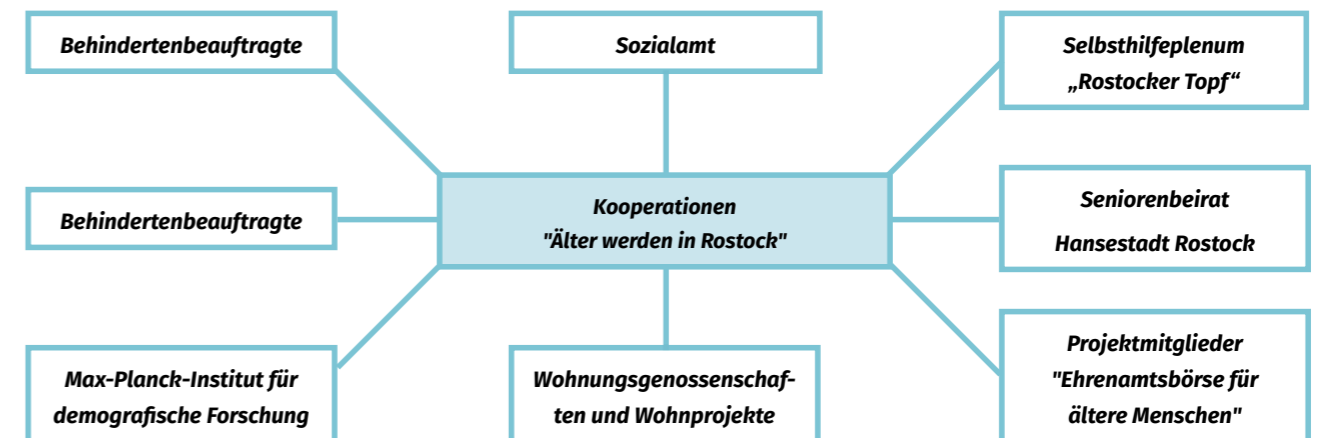 Behindertenbeauftragte
Sozialamt
Selbsthilfeplenum
„Rostocker Topf“
Behindertenbeauftragte
Kooperationen
"Älter werden in Rostock"
Seniorenbeirat
Hansestadt Rostock
Max-Planck-Institut für
demografische Forschung
Wohnungsgenossenschaf-
ten und Wohnprojekte
Projektmitglieder
"Ehrenamtsbörse für
ältere Menschen"